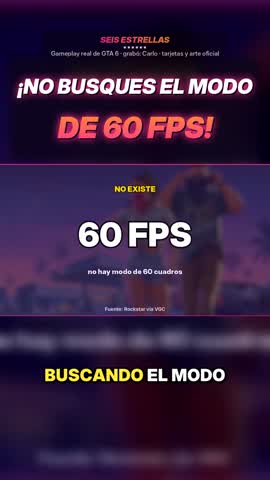 SEIS ESTRELLAS
★★★★★★
Gameplay real de GTA 6 · grabó: Carlo · tarjetas y arte oficial
¡NO BUSQUES EL MODO
DE 60 FPS!
NO EXISTE
60 FPS
no hay modo de 60 cuadros
Fuente: Rockstar vía VGC
BUSCANDO EL MODO